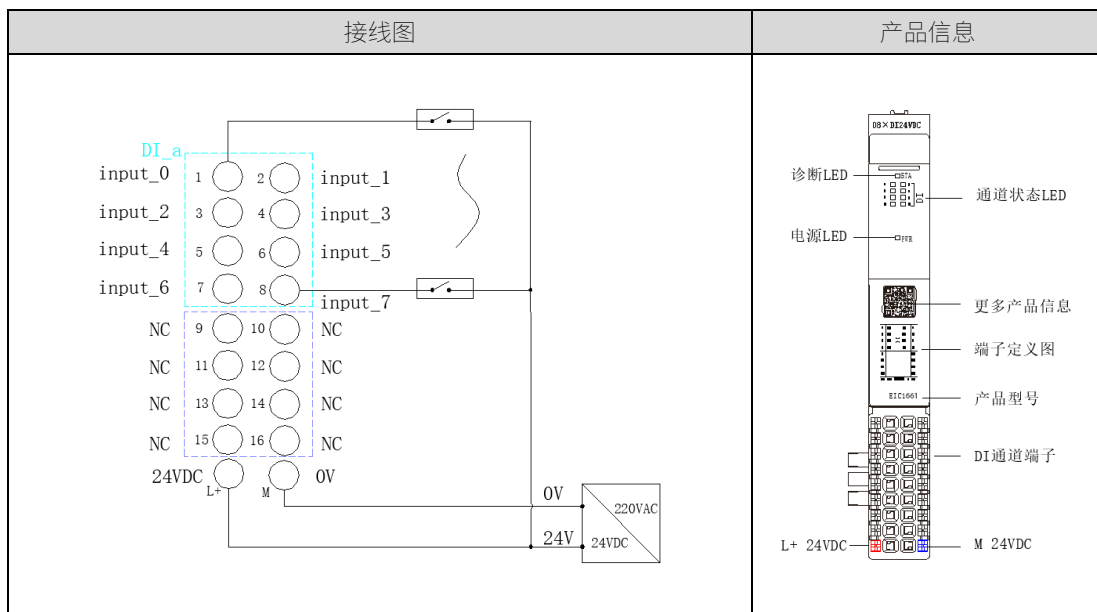 接线图
产品信息
DI_a
input_0 1 2 input_1
input_2 3 4 input_3
input_4 5 6 input_5
input_6 7 8 input_7
NC 9 10 NC
NC 11 12 NC
NC 13 14 NC
NC 15 16 NC
24VDC L+ M 0V
0V
220VAC
24V
24VDC
08×DI24VDC
诊断LED
STA
通道状态LED
电源LED
PWR
更多产品信息
端子定义图
EIC1661
产品型号
DI通道端子
L+ 24VDC
M 24VDC